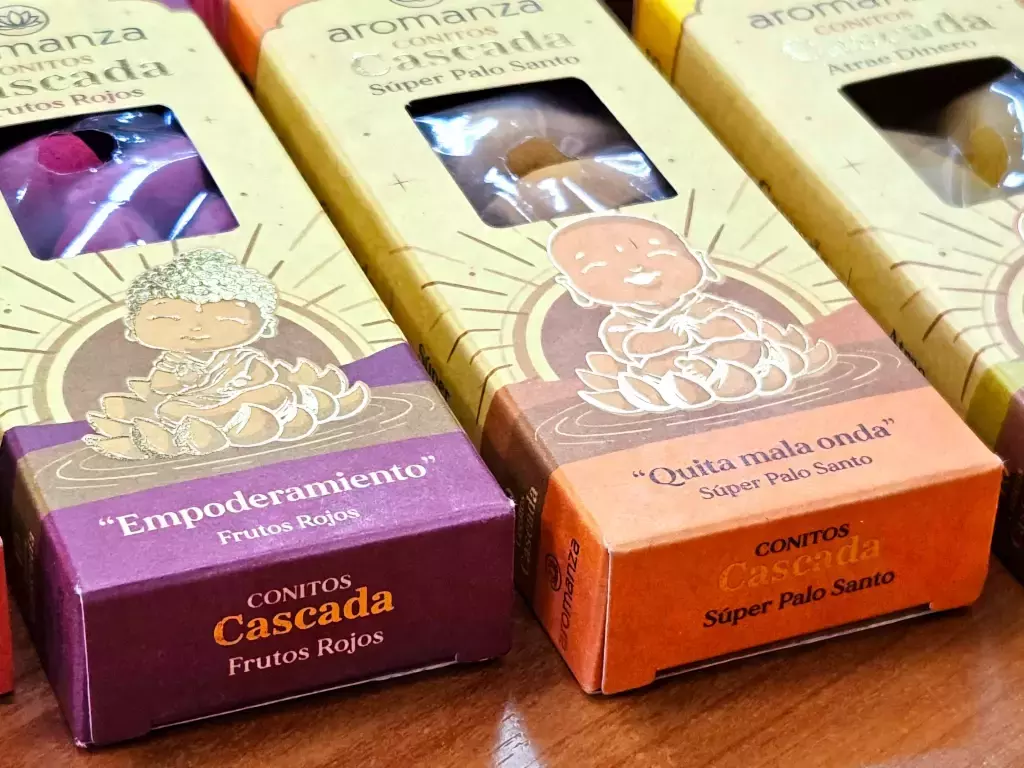 aromanza
CONITOS
Cascada
Frutos Rojos
"Empoderamiento"
Frutos Rojos
CONITOS
Cascada
Frutos Rojos
aromanza
CONITOS
Cascada
Súper Palo Santo
"Quita mala onda"
Súper Palo Santo
CONITOS
Cascada
Súper Palo Santo
aromanza
Cascada
aromanza
Cascada
Atrae Dinero